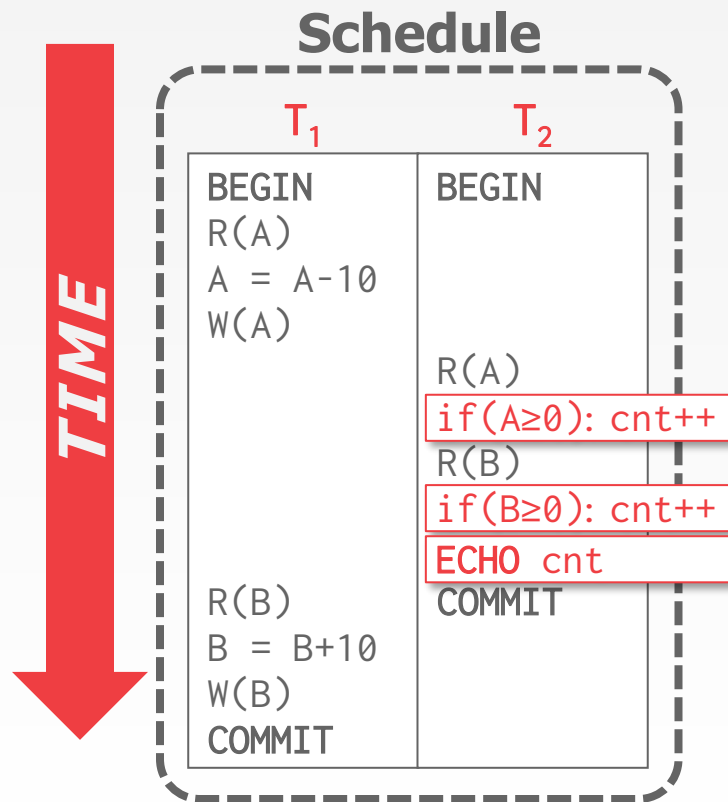 Schedule
TIME
T₁ T₂
BEGIN BEGIN
R(A)
A = A-10
W(A)
R(A)
if(A≥0): cnt++
R(B)
if(B≥0): cnt++
ECHO cnt
R(B) COMMIT
B = B+10
W(B)
COMMIT